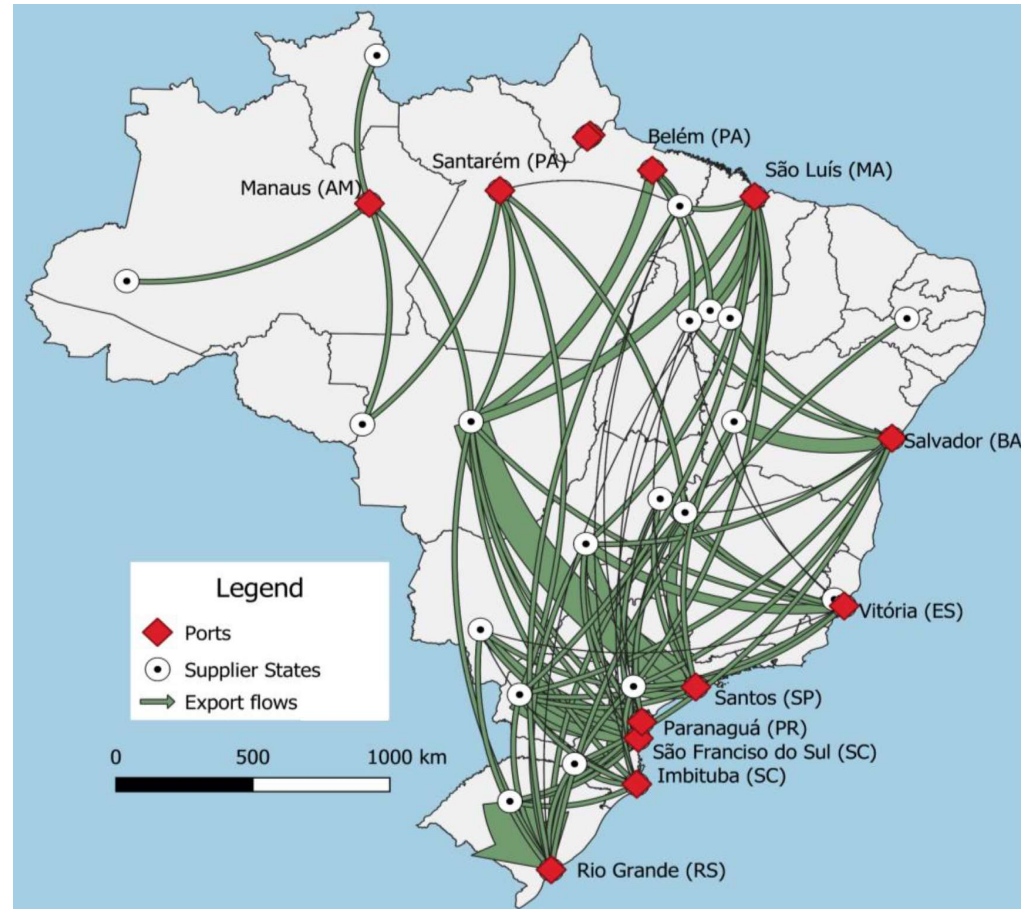 Belém (PA)
Santarém (PA)
São Luís (MA)
Manaus (AM)
Salvador (BA
Legend
Ports
Supplier States
Export flows
Vitória (ES)
Santos (SP)
Paranaguá (PR)
São Franciso do Sul (SC)
Imbituba (SC)
0 500 1000 km
Rio Grande (RS)